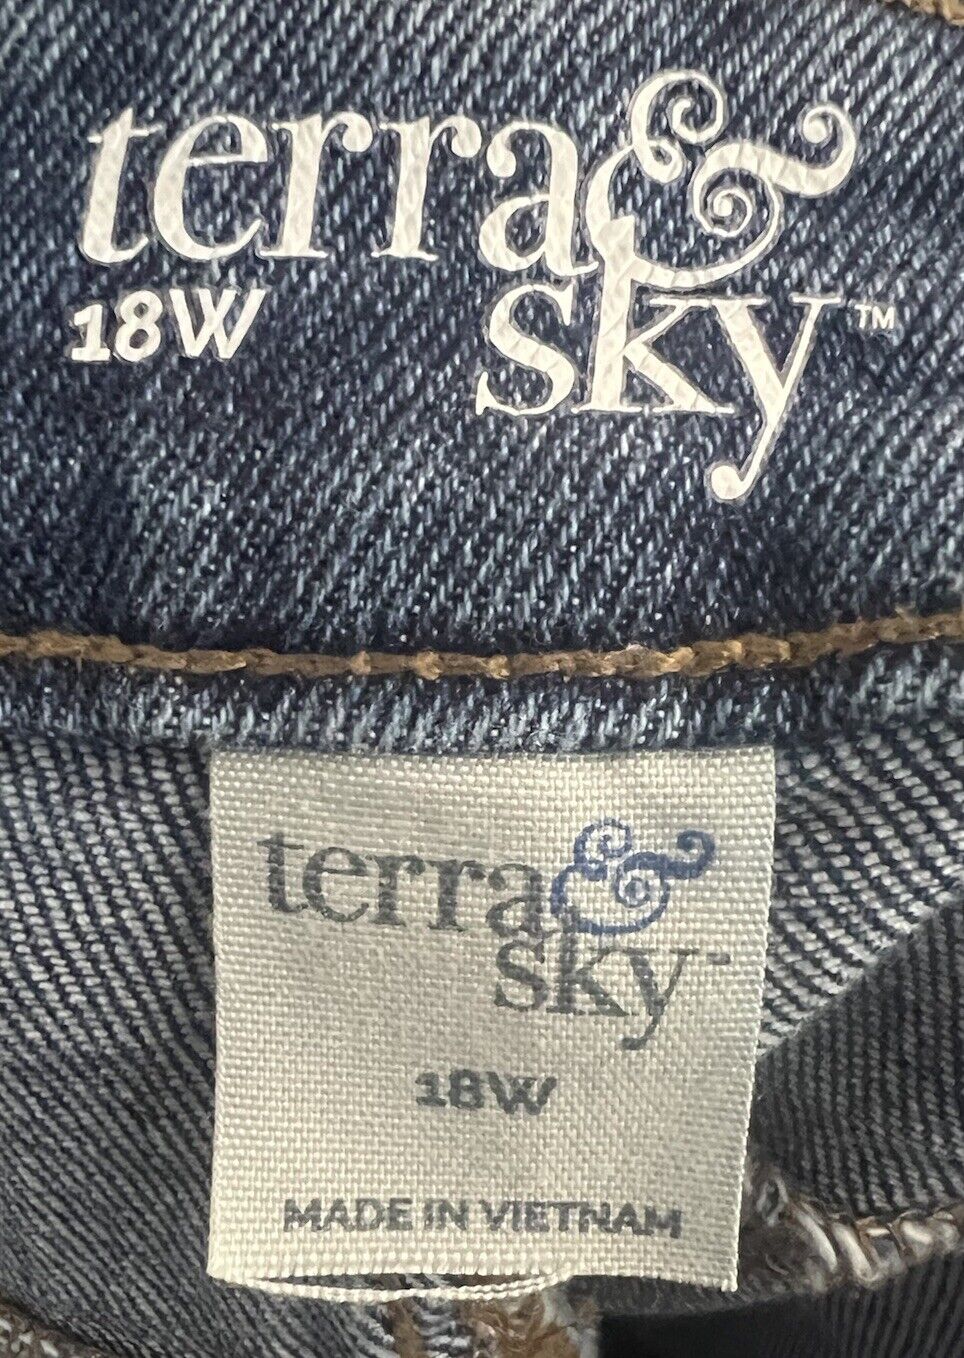 terra &
sky™
18W
terra &
sky
18W
MADE IN VIETNAM